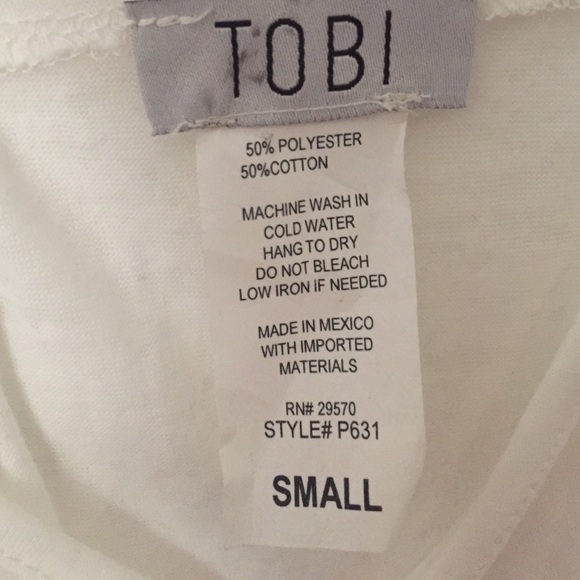 TOBI
50% POLYESTER
50%COTTON
MACHINE WASH IN
COLD WATER
HANG TO DRY
DO NOT BLEACH
LOW IRON IF NEEDED
MADE IN MEXICO
WITH IMPORTED
MATERIALS
RN# 29570
STYLE# P631
SMALL